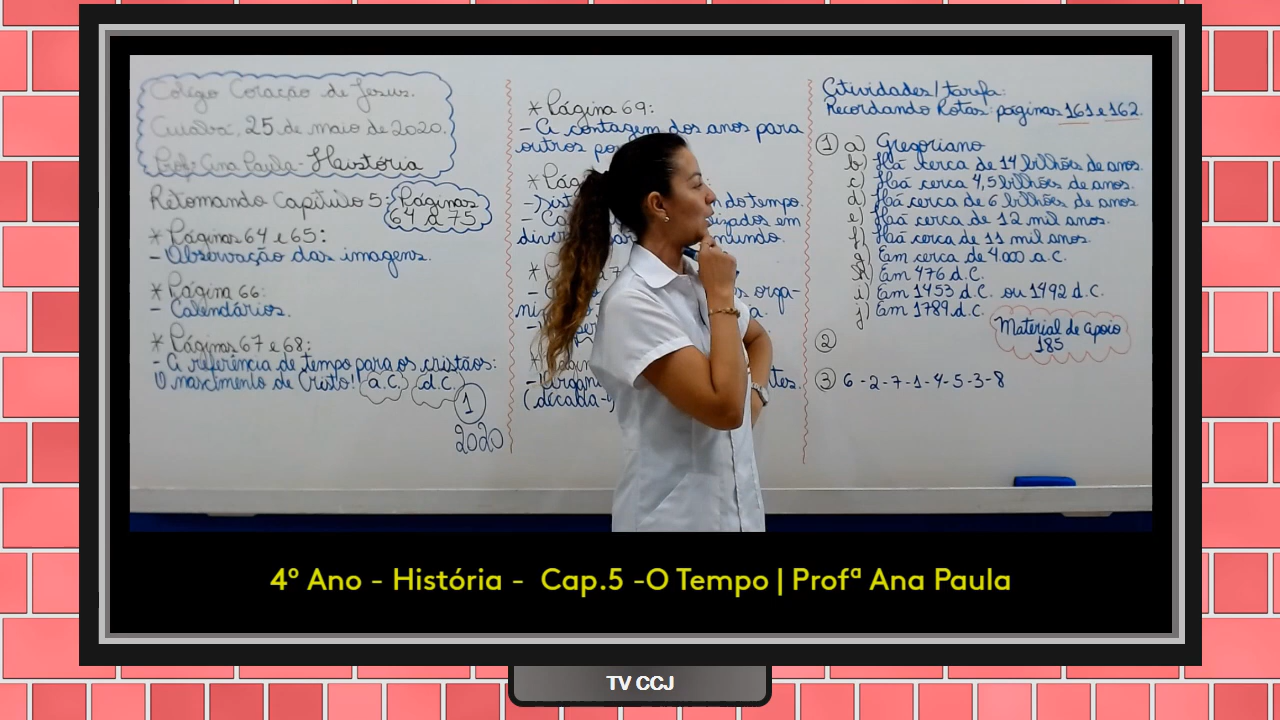 Colégio Coração de Jesus.
Cuiabá, 25 de maio de 2020.
Profª Ana Paula - História
Retomando Capítulo 5: Páginas
64 a 75
* Páginas 64 e 65:
- Observação das imagens.
* Página 66:
- Calendários.
* Páginas 67 e 68:
- A referência de tempo para os cristãos:
O nascimento de Cristo! a.C. d.C.
1
2020
* Página 69:
- A contagem dos anos para
outros
do tempo.
em
mundo.
(década-
Atividades/tarefa:
Recordando Rotas: páginas 161 e 162.
1 a) Gregoriano
b) Há cerca de 14 bilhões de anos.
c) Há cerca 4,5 bilhões de anos.
d) Há cerca de 6 bilhões de anos.
e) Há cerca de 12 mil anos.
f) Há cerca de 11 mil anos.
g) Em cerca de 4000 a.C.
h) Em 476 d.C.
i) Em 1453 d.C. ou 1492 d.C.
j) Em 1789 d.C.
Material de apoio
185
2
3 6-2-7-1-4-5-3-8
4º Ano - História - Cap.5 -O Tempo | Profª Ana Paula
TV CCJ